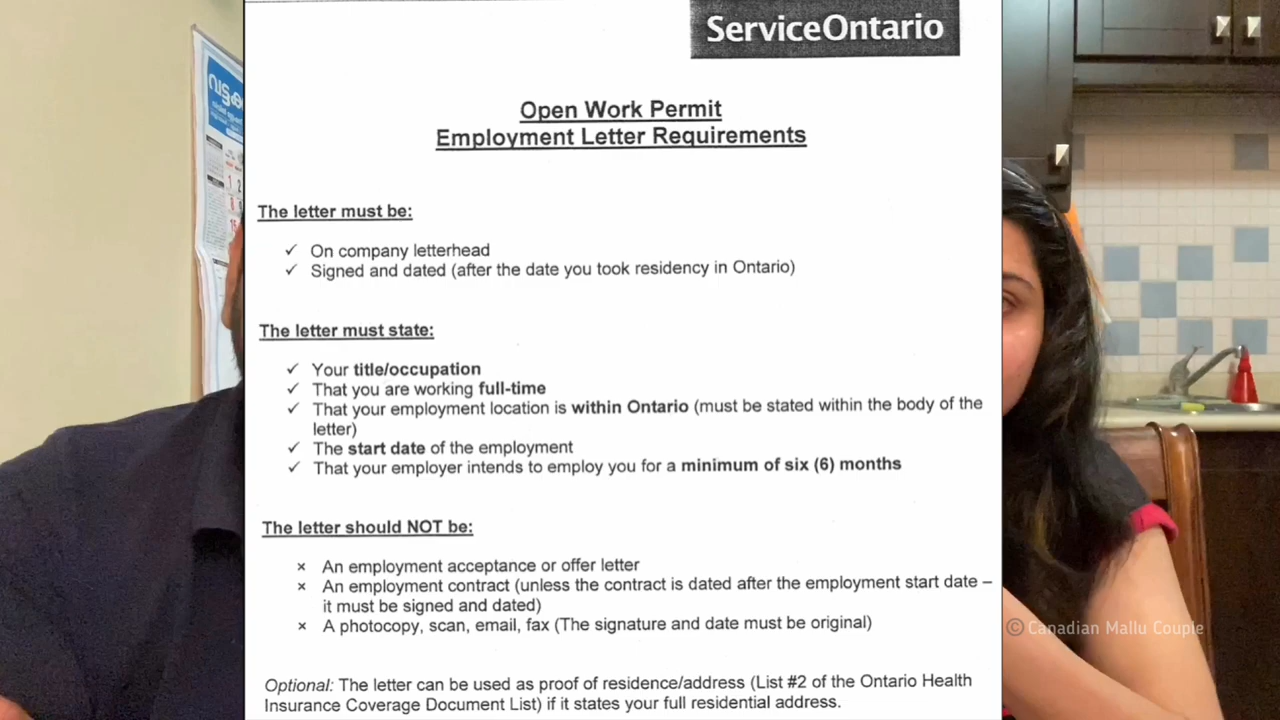 ServiceOntario
Open Work Permit
Employment Letter Requirements
The letter must be:
✓ On company letterhead
✓ Signed and dated (after the date you took residency in Ontario)
The letter must state:
✓ Your title/occupation
✓ That you are working full-time
✓ That your employment location is within Ontario (must be stated within the body of the
letter)
✓ The start date of the employment
✓ That your employer intends to employ you for a minimum of six (6) months
The letter should NOT be:
× An employment acceptance or offer letter
× An employment contract (unless the contract is dated after the employment start date –
it must be signed and dated)
× A photocopy, scan, email, fax (The signature and date must be original)
Optional: The letter can be used as proof of residence/address (List #2 of the Ontario Health
Insurance Coverage Document List) if it states your full residential address.
© Canadian Mallu Couple